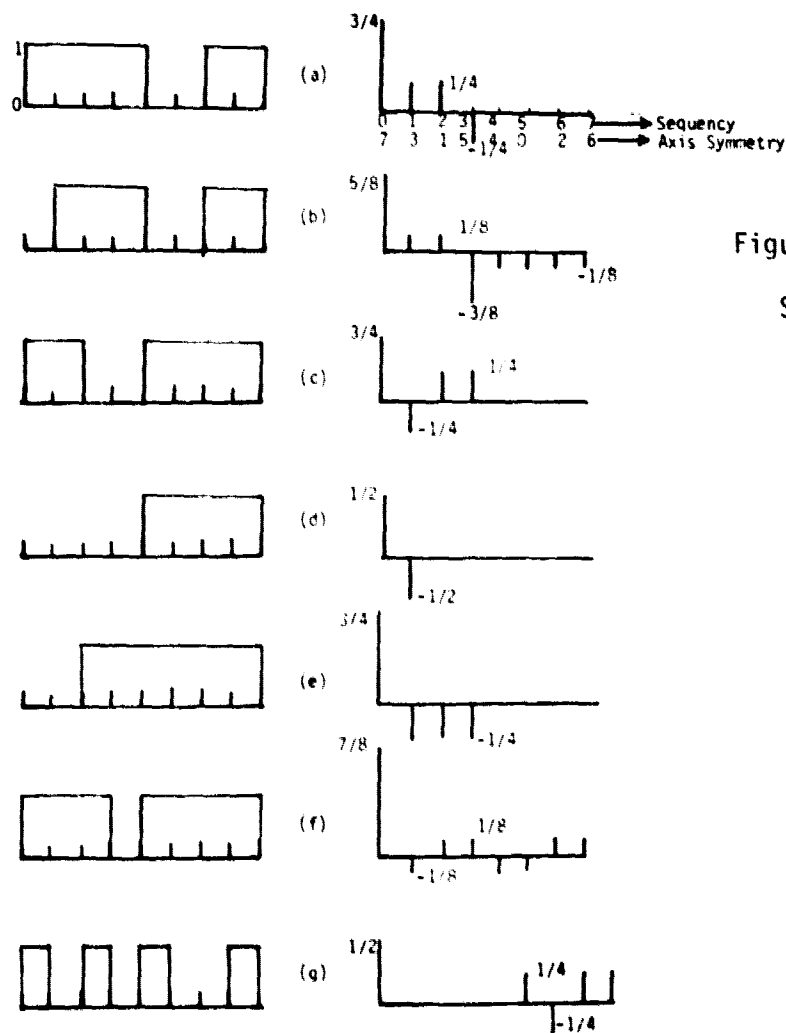 3/4
1
0
(a)
1/4
0 1 2 3 4 5 6 7 Sequency
7 3 1 5 4 0 2 6 Axis Symmetry
-1/4
5/8
(b)
1/8
-1/8
-3/8
Figu
S
3/4
(c)
1/4
-1/4
1/2
(d)
-1/2
3/4
(e)
-1/4
7/8
(f)
1/8
-1/8
1/2
(g)
1/4
-1/4